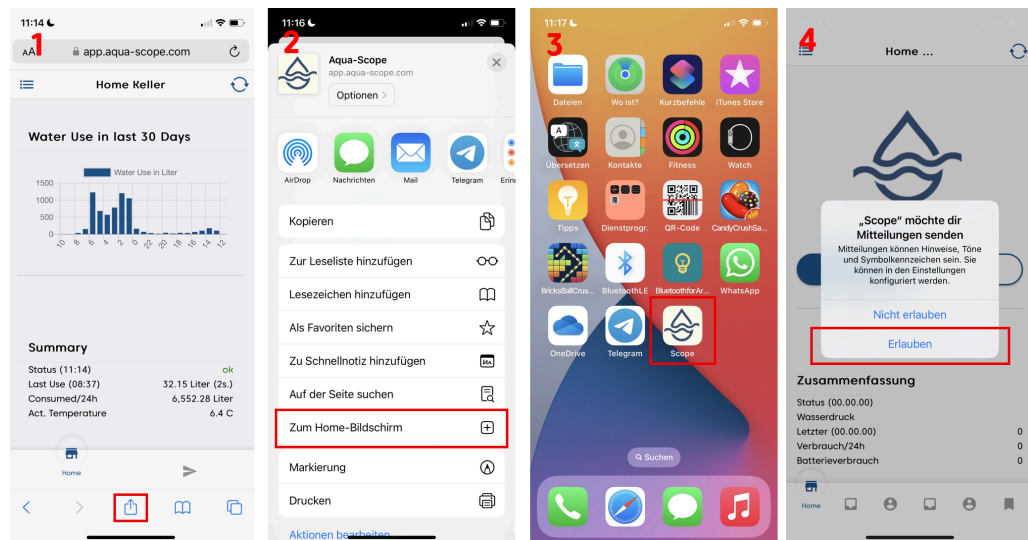 11:14
1
AA app.aqua-scope.com
Home Keller
Water Use in last 30 Days
Water Use in Liter
1500
1000
500
0
10
8
6
4
2
0
22
20
18
16
14
12
Summary
Status (11:14) ok
Last Use (08:37) 32.15 Liter (2s.)
Consumed/24h 6,552.28 Liter
Act. Temperature 6.4 C
Home
11:16
2
Aqua-Scope
app.aqua-scope.com
Optionen >
AirDrop Nachrichten Mail Telegram Erin
Kopieren
Zur Leseliste hinzufügen
Lesezeichen hinzufügen
Als Favoriten sichern
Zu Schnellnotiz hinzufügen
Auf der Seite suchen
Zum Home-Bildschirm
Markierung
Drucken
Aktionen bearbeiten
11:17
3
Dateien Wo ist? Kurzbefehle iTunes Store
Übersetzen Kontakte Fitness Watch
Tipps Dienstprogr. QR-Code CandyCrushSa...
BricksBallCrus... BluetoothLE BluetoothforAr... WhatsApp
OneDrive Telegram Scope
Suchen
4
Home ...
„Scope“ möchte dir
Mitteilungen senden
Mitteilungen können Hinweise, Töne
und Symbolkennzeichen sein. Sie
können in den Einstellungen
konfiguriert werden.
Nicht erlauben
Erlauben
Zusammenfassung
Status (00.00.00)
Wasserdruck
Letzter (00.00.00) 0
Verbrauch/24h 0
Batterieverbrauch 0
Home